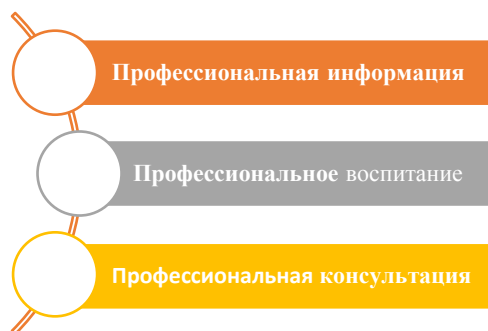 Профессиональная информация
Профессиональное воспитание
Профессиональная консультация